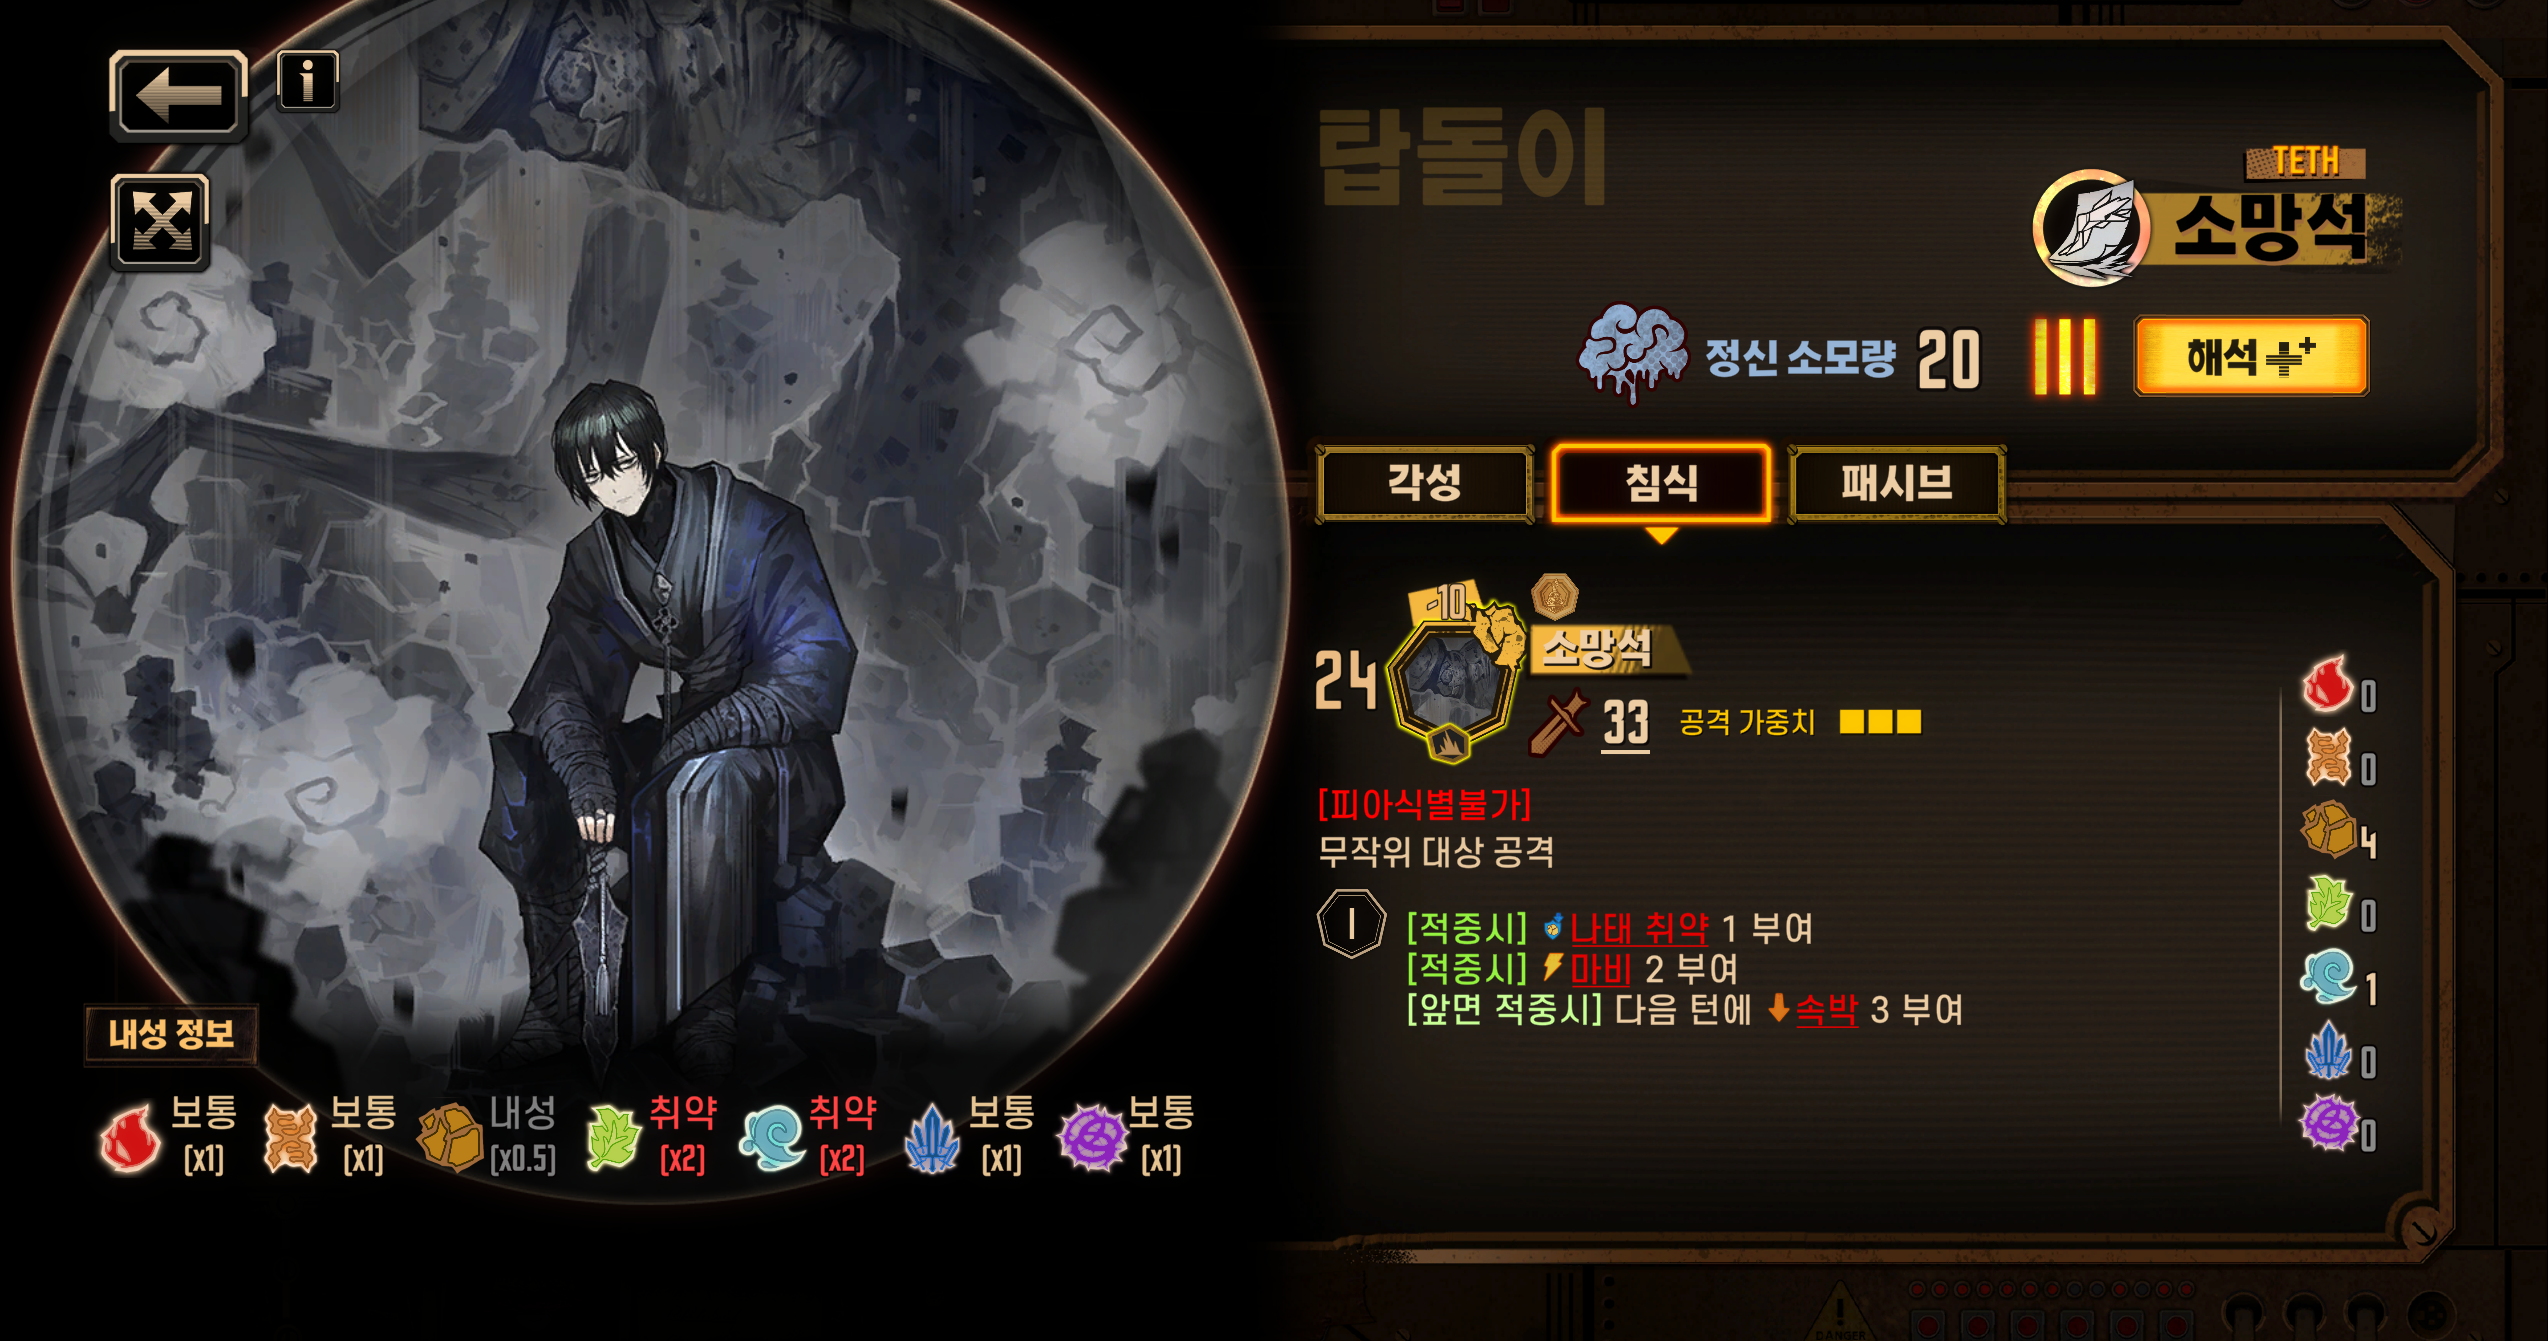 탑돌이
TETH
소망석
정신 소모량 20
해석
각성
침식
패시브
-10
24
소망석
33
공격 가중치
[피아식별불가]
무작위 대상 공격
I
[적중시] 나태 취약 1 부여
[적중시] 마비 2 부여
[앞면 적중시] 다음 턴에 속박 3 부여
0
0
4
0
1
0
0
내성 정보
보통 [x1]
보통 [x1]
내성 [x0.5]
취약 [x2]
취약 [x2]
보통 [x1]
보통 [x1]
DANGER